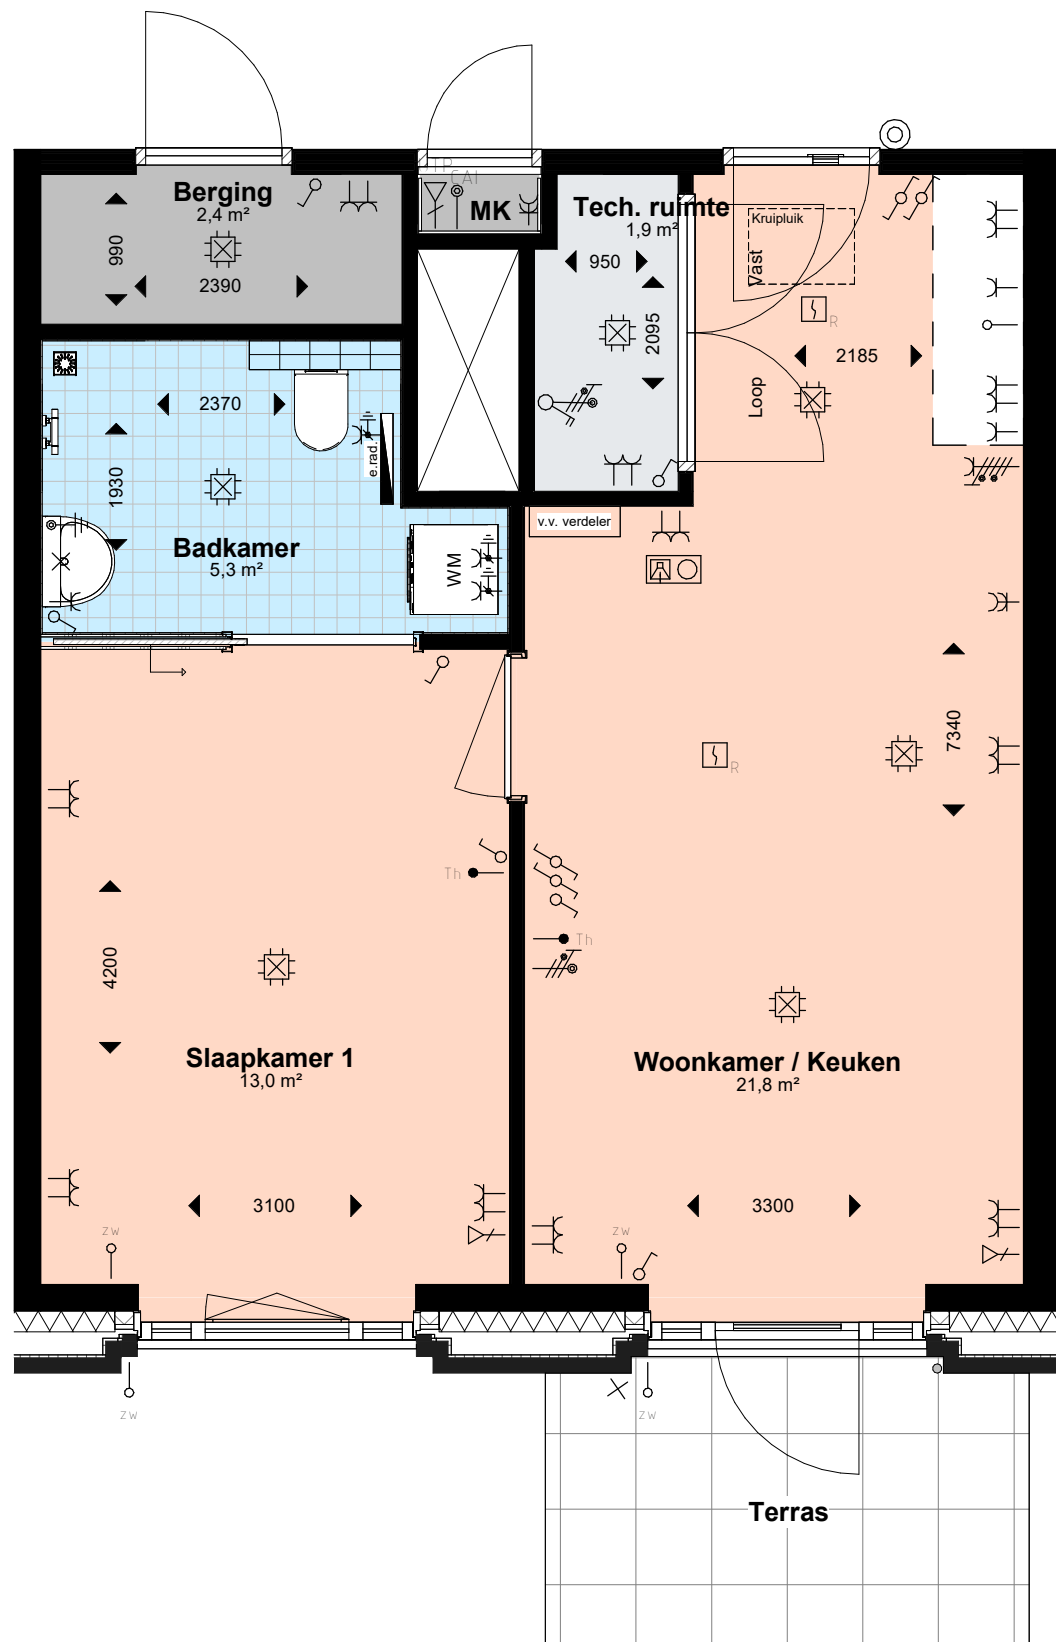 Berging
2,4 m²
990
2390
TP
CAI
MK
Tech. ruimte
1,9 m²
950
2095
Kruipluik
Vast
R
2185
Loop
2370
1930
e.rad.
Badkamer
5,3 m²
WM
v.v. verdeler
7340
R
Th
Th
4200
Slaapkamer 1
13,0 m²
Woonkamer / Keuken
21,8 m²
3100
3300
zw
zw
zw
zw
Terras